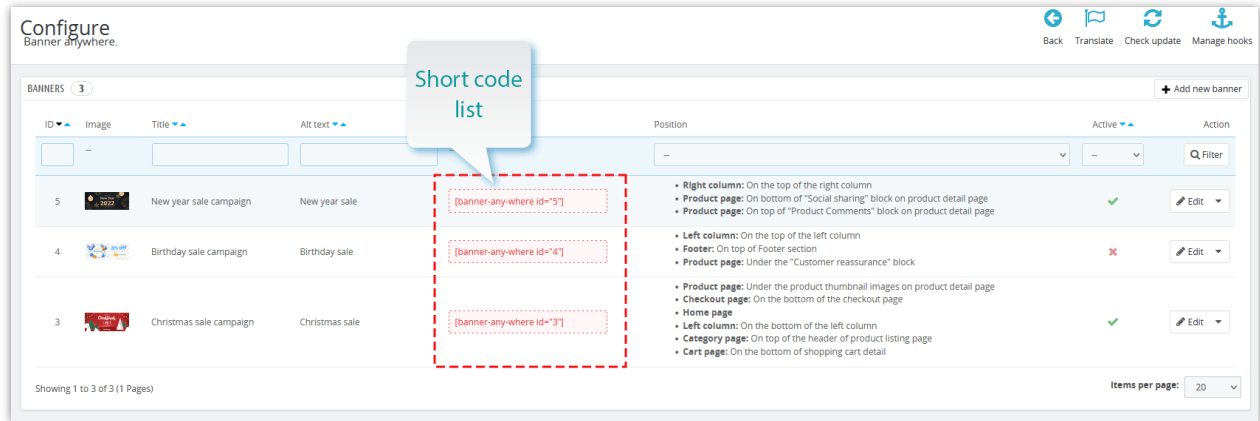 Configure
Banner anywhere.
Back Translate Check update Manage hooks
Short code
list
BANNERS 3
Add new banner
ID Image Title Alt text Position Active Action
-- -- -- Filter
5 New year sale campaign New year sale [banner-any-where id="5"]
• Right column: On the top of the right column
• Product page: On bottom of "Social sharing" block on product detail page
• Product page: On top of "Product Comments" block on product detail page
Edit
4 Birthday sale campaign Birthday sale [banner-any-where id="4"]
• Left column: On the top of the left column
• Footer: On top of Footer section
• Product page: Under the "Customer reassurance" block
Edit
3 Christmas sale campaign Christmas sale [banner-any-where id="3"]
• Product page: Under the product thumbnail images on product detail page
• Checkout page: On the bottom of the checkout page
• Home page
• Left column: On the bottom of the left column
• Category page: On top of the header of product listing page
• Cart page: On the bottom of shopping cart detail
Edit
Showing 1 to 3 of 3 (1 Pages)
Items per page: 20